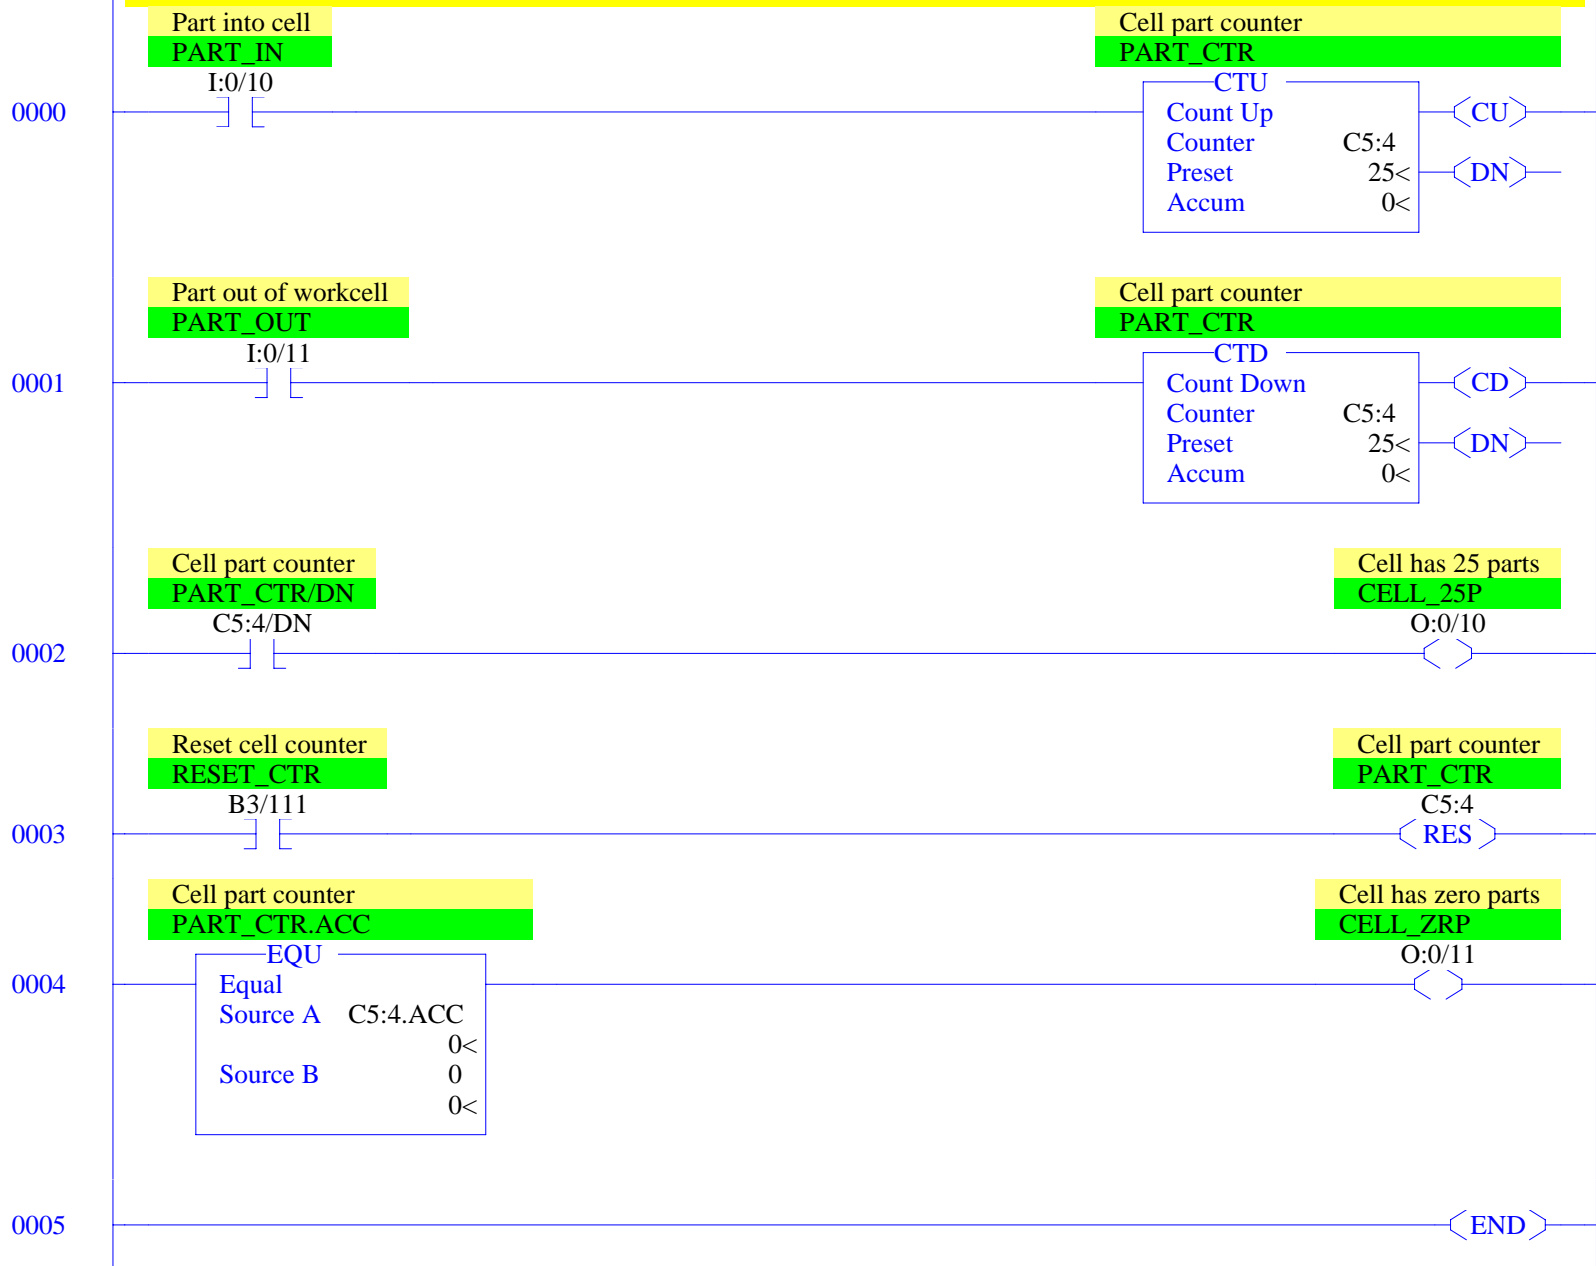 Part into cell
PART_IN
I:0/10
0000
Cell part counter
PART_CTR
CTU
Count Up
Counter C5:4
Preset 25<
Accum 0<
CU
DN
Part out of workcell
PART_OUT
I:0/11
0001
Cell part counter
PART_CTR
CTD
Count Down
Counter C5:4
Preset 25<
Accum 0<
CD
DN
Cell part counter
PART_CTR/DN
C5:4/DN
0002
Cell has 25 parts
CELL_25P
O:0/10
Reset cell counter
RESET_CTR
B3/111
0003
Cell part counter
PART_CTR
C5:4
RES
Cell part counter
PART_CTR.ACC
EQU
0004
Equal
Source A C5:4.ACC
0<
Source B 0
0<
Cell has zero parts
CELL_ZRP
O:0/11
0005
END